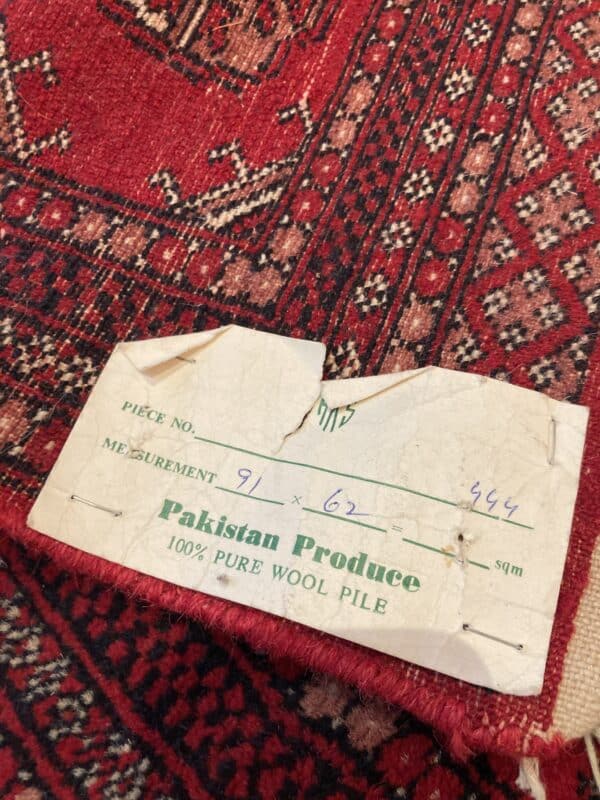 PIECE NO. 444
MEASUREMENT 91 × 62 = sqm
Pakistan Produce
100% PURE WOOL PILE